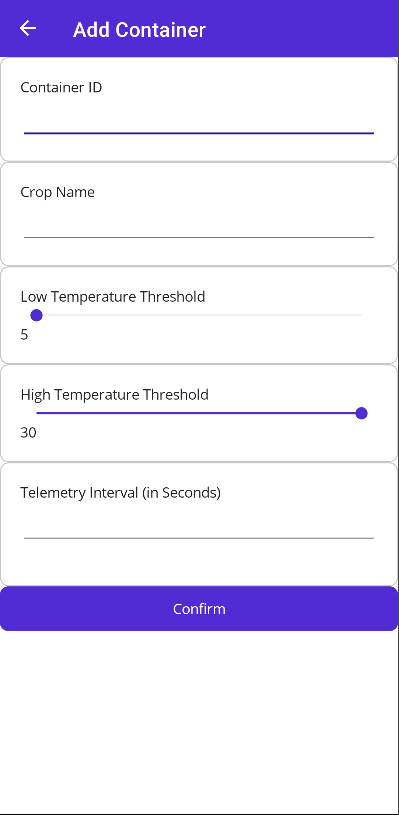 Add Container
Container ID
Crop Name
Low Temperature Threshold
5
High Temperature Threshold
30
Telemetry Interval (in Seconds)
Confirm